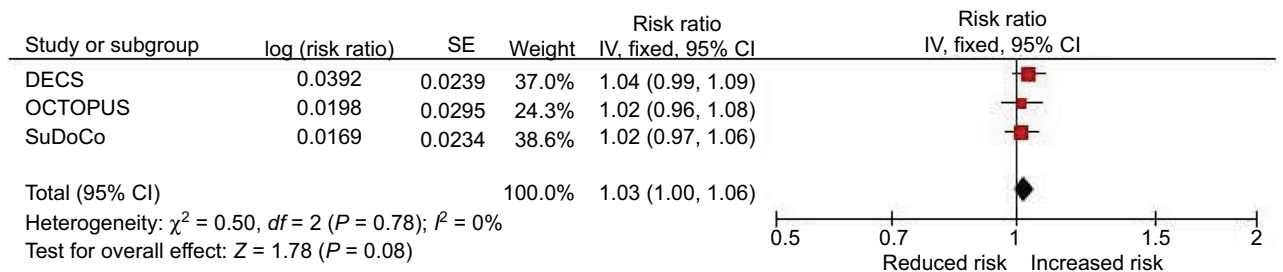 Risk ratio Risk ratio
Study or subgroup log (risk ratio) SE Weight IV, fixed, 95% CI IV, fixed, 95% CI
DECS 0.0392 0.0239 37.0% 1.04 (0.99, 1.09)
OCTOPUS 0.0198 0.0295 24.3% 1.02 (0.96, 1.08)
SuDoCo 0.0169 0.0234 38.6% 1.02 (0.97, 1.06)
Total (95% CI) 100.0% 1.03 (1.00, 1.06)
Heterogeneity: χ² = 0.50, df = 2 (P = 0.78); I² = 0%
Test for overall effect: Z = 1.78 (P = 0.08)
0.5 0.7 1 1.5 2
Reduced risk Increased risk